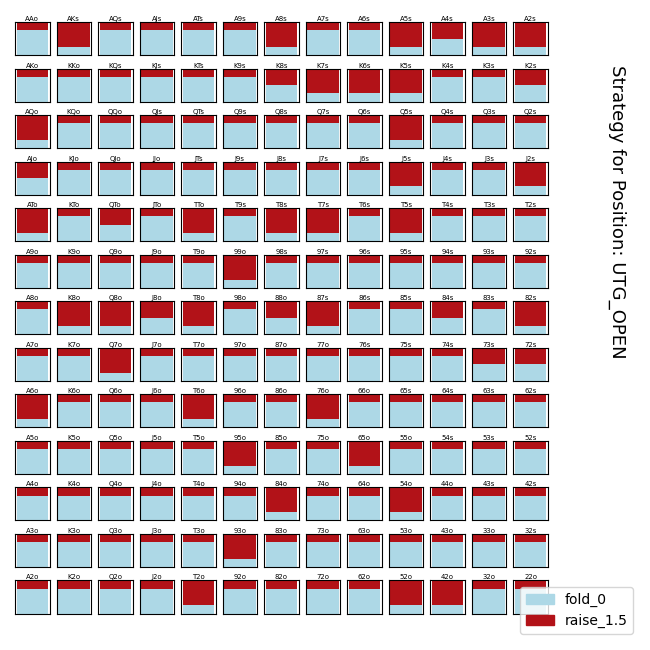 AAo AKs AQs AJs ATs A9s A8s A7s A6s A5s A4s A3s A2s
AKo KKo KQs KJs KTs K9s K8s K7s K6s K5s K4s K3s K2s
AQo KQo QQo QJs QTs Q9s Q8s Q7s Q6s Q5s Q4s Q3s Q2s
AJo KJo QJo JJo JTs J9s J8s J7s J6s J5s J4s J3s J2s
ATo KTo QTo JTo TTo T9s T8s T7s T6s T5s T4s T3s T2s
A9o K9o Q9o J9o T9o 99o 98s 97s 96s 95s 94s 93s 92s
A8o K8o Q8o J8o T8o 98o 88o 87s 86s 85s 84s 83s 82s
A7o K7o Q7o J7o T7o 97o 87o 77o 76s 75s 74s 73s 72s
A6o K6o Q6o J6o T6o 96o 86o 76o 66o 65s 64s 63s 62s
A5o K5o Q5o J5o T5o 95o 85o 75o 65o 55o 54s 53s 52s
A4o K4o Q4o J4o T4o 94o 84o 74o 64o 54o 44o 43s 42s
A3o K3o Q3o J3o T3o 93o 83o 73o 63o 53o 43o 33o 32s
A2o K2o Q2o J2o T2o 92o 82o 72o 62o 52o 42o 32o 22o
Strategy for Position: UTG_OPEN
fold_0
raise_1.5